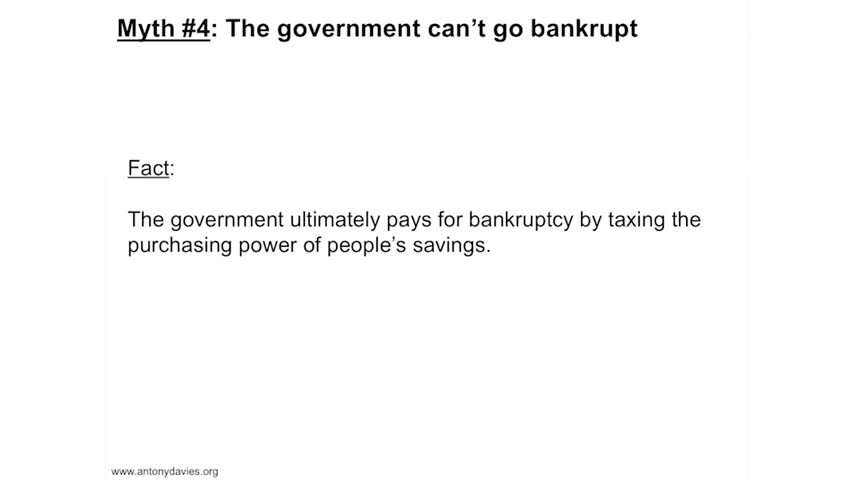 Myth #4: The government can’t go bankrupt
Fact:
The government ultimately pays for bankruptcy by taxing the
purchasing power of people’s savings.
www.antonydavies.org